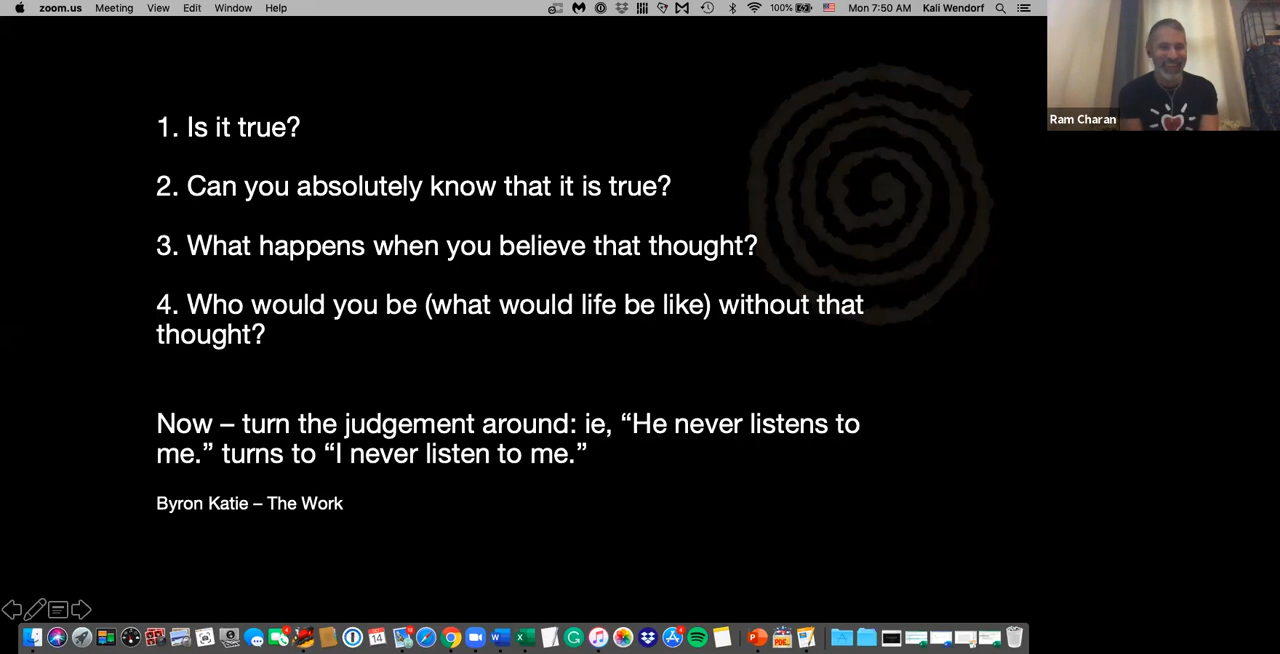 zoom.us Meeting View Edit Window Help 100% Mon 7:50 AM Kali Wendorf
1. Is it true?
2. Can you absolutely know that it is true?
3. What happens when you believe that thought?
4. Who would you be (what would life be like) without that
thought?
Now – turn the judgement around: ie, “He never listens to
me.” turns to “I never listen to me.”
Byron Katie – The Work
Ram Charan
14